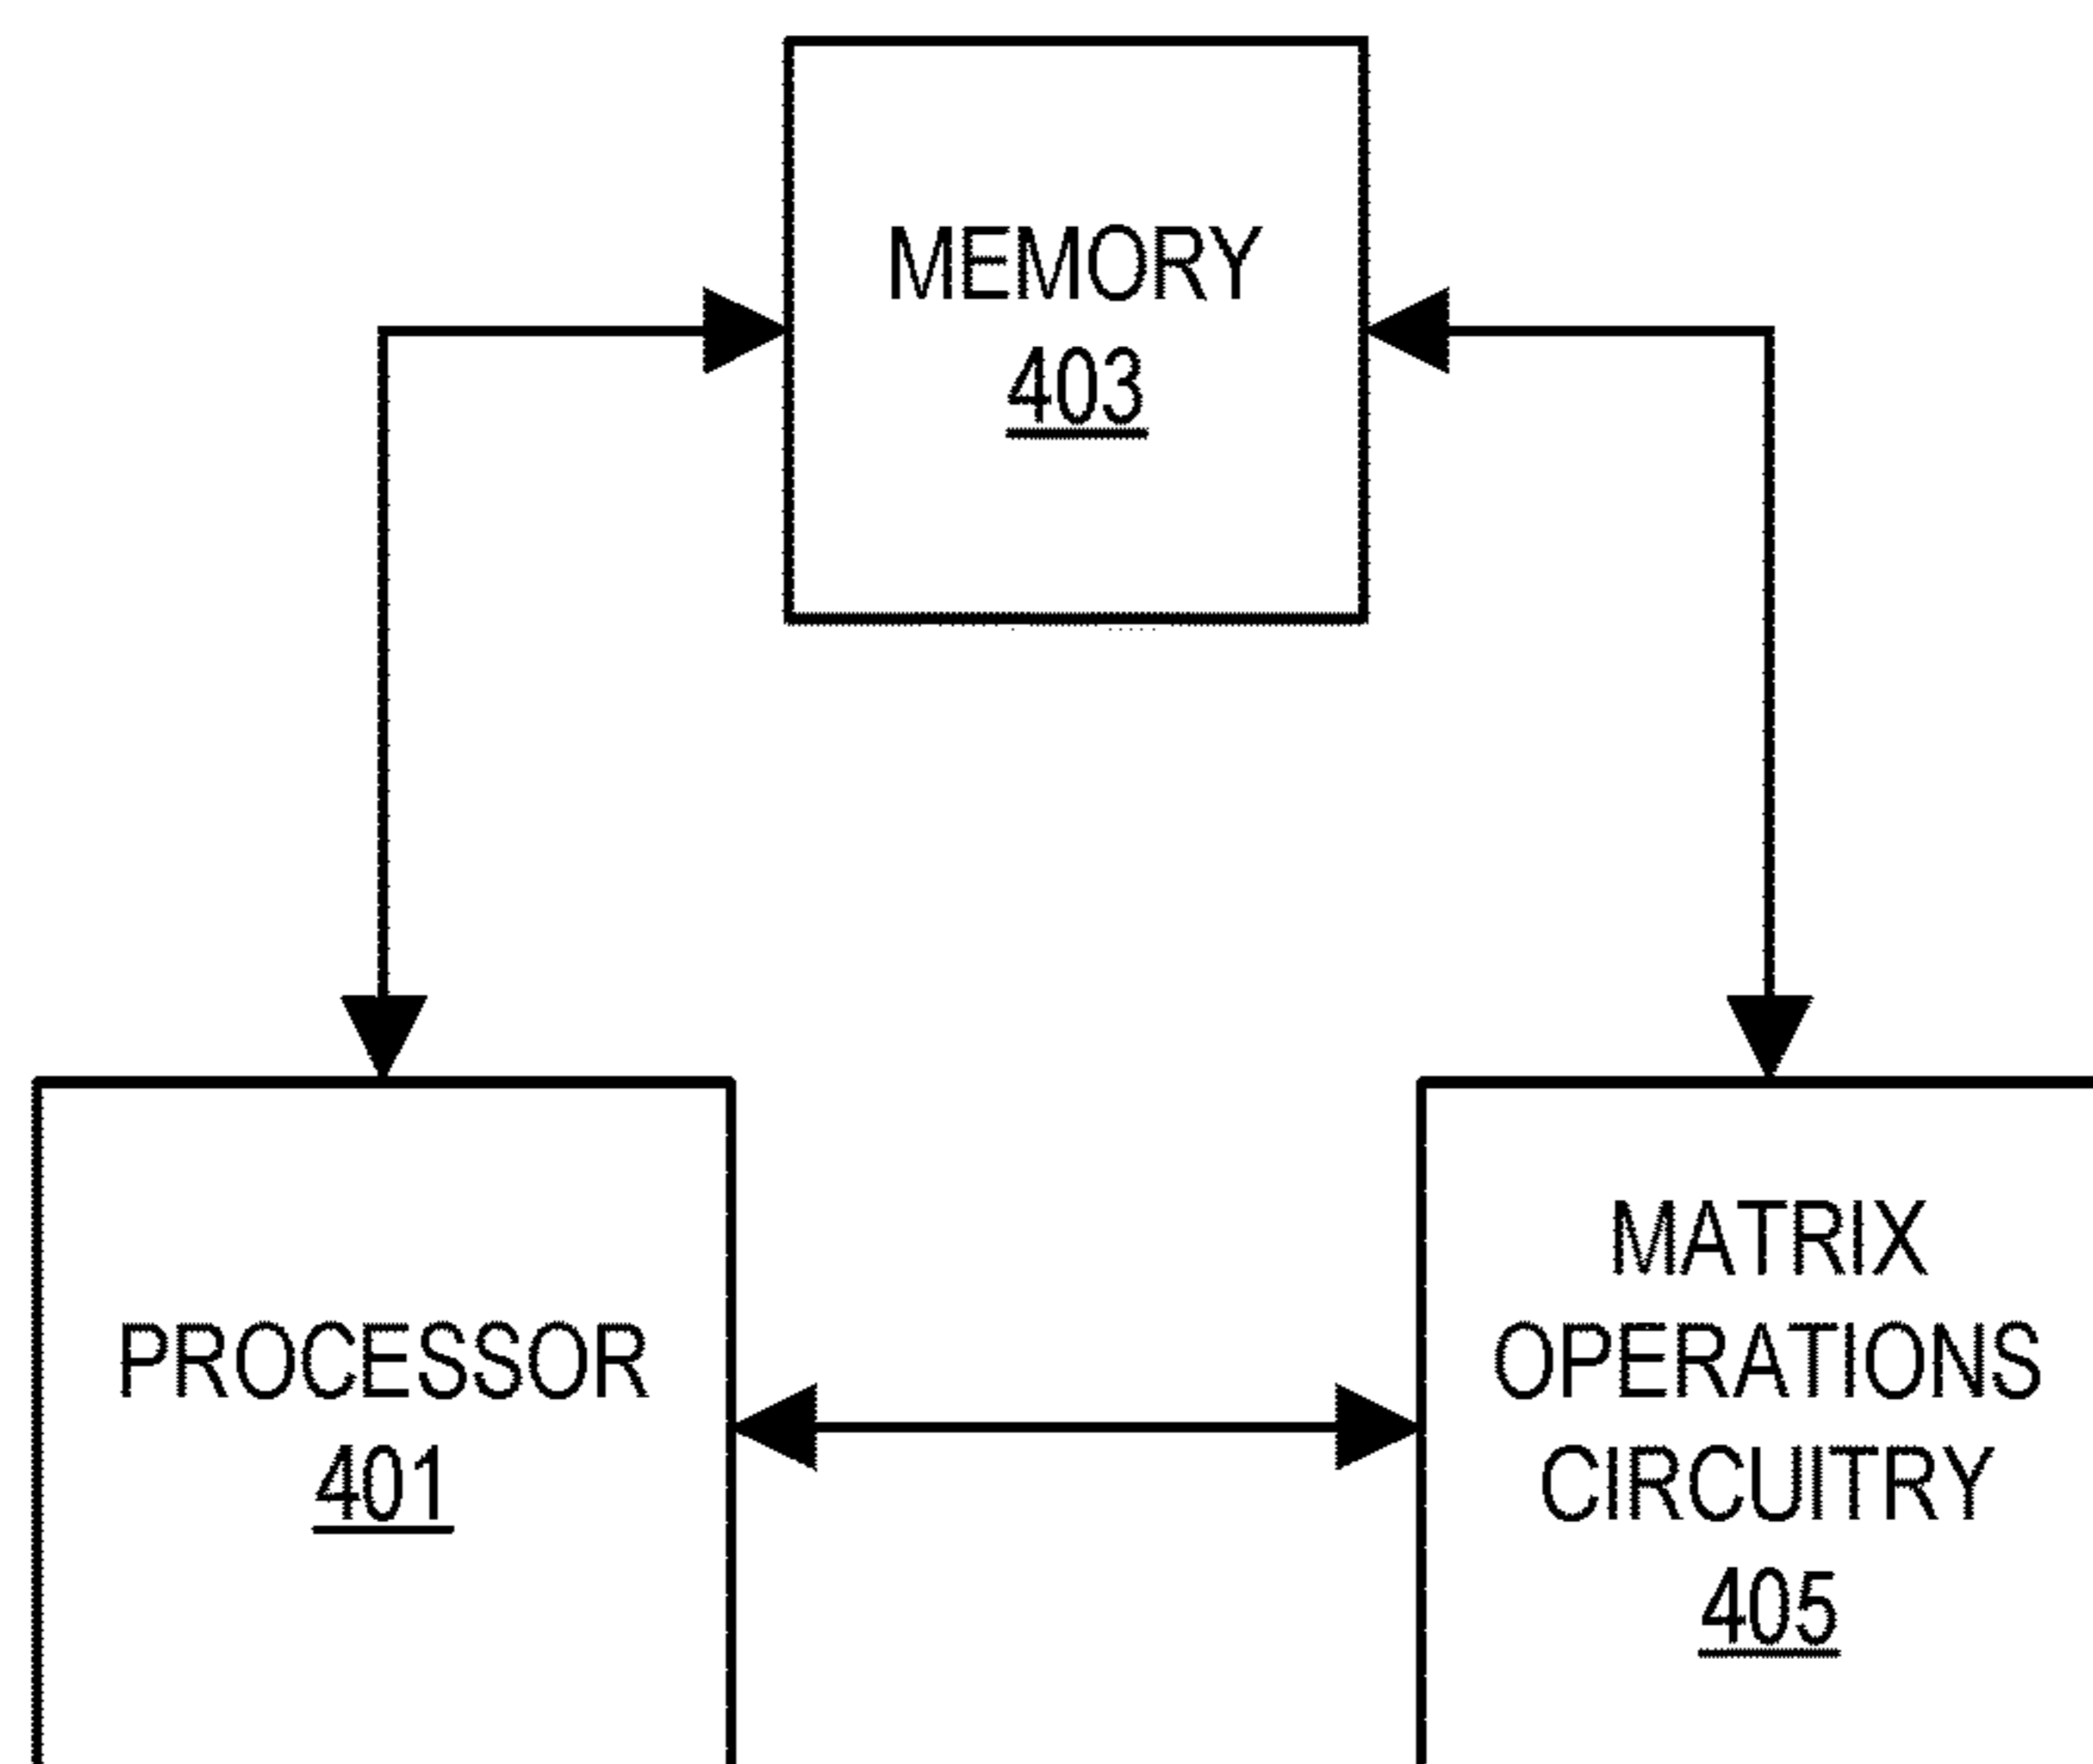 MEMORY
403
PROCESSOR
401
MATRIX
OPERATIONS
CIRCUITRY
405